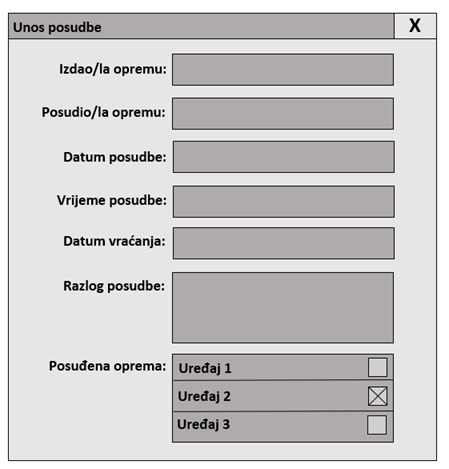 Unos posudbe X
Izdao/la opremu:
Posudio/la opremu:
Datum posudbe:
Vrijeme posudbe:
Datum vraćanja:
Razlog posudbe:
Posuđena oprema:
Uređaj 1
Uređaj 2
Uređaj 3